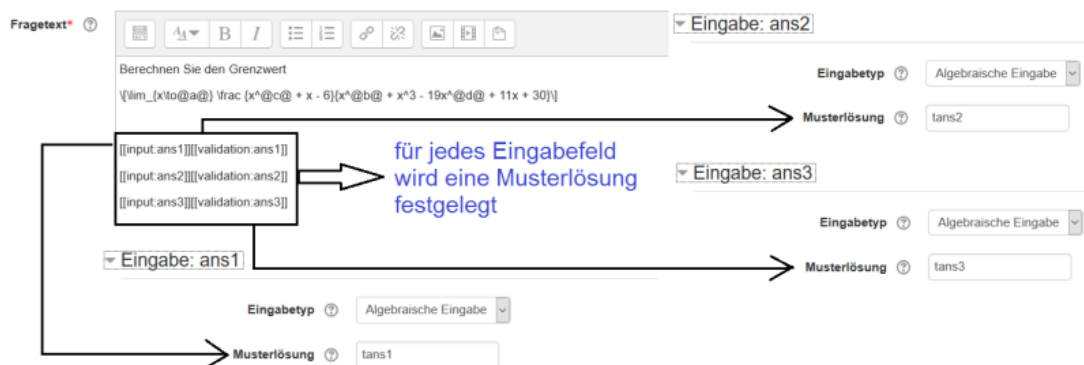 Fragetext*
Berechnen Sie den Grenzwert
\[\lim_{x\to@a@} \frac {x^@c@ + x - 6}{x^@b@ + x^3 - 19x^@d@ + 11x + 30}\]
[[input:ans1]][[validation:ans1]]
[[input:ans2]][[validation:ans2]]
[[input:ans3]][[validation:ans3]]
für jedes Eingabefeld
wird eine Musterlösung
festgelegt
Eingabe: ans2
Eingabetyp Algebraische Eingabe
Musterlösung tans2
Eingabe: ans3
Eingabetyp Algebraische Eingabe
Musterlösung tans3
Eingabe: ans1
Eingabetyp Algebraische Eingabe
Musterlösung tans1